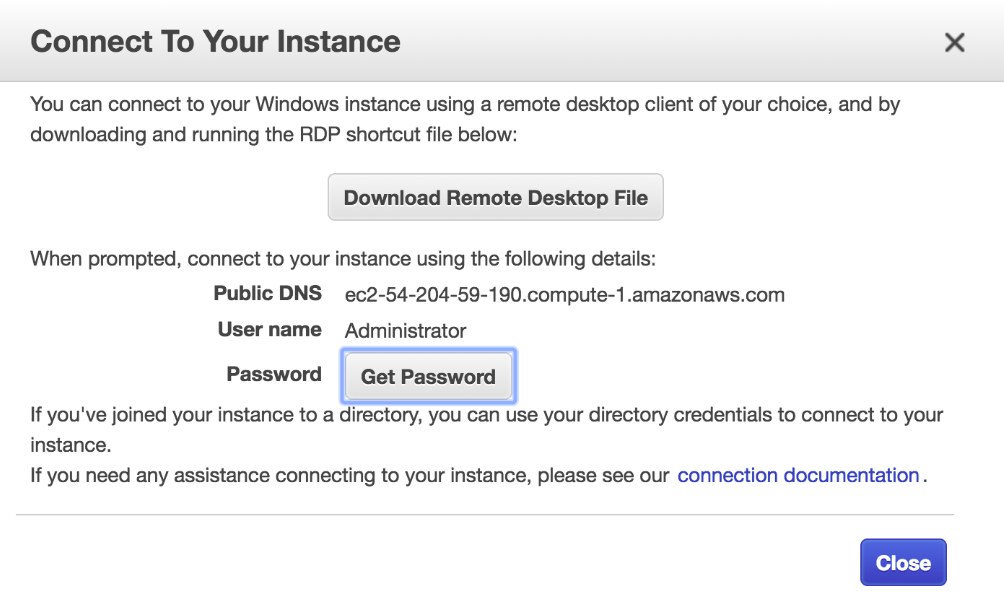 Connect To Your Instance
You can connect to your Windows instance using a remote desktop client of your choice, and by
downloading and running the RDP shortcut file below:
Download Remote Desktop File
When prompted, connect to your instance using the following details:
Public DNS ec2-54-204-59-190.compute-1.amazonaws.com
User name Administrator
Password Get Password
If you've joined your instance to a directory, you can use your directory credentials to connect to your
instance.
If you need any assistance connecting to your instance, please see our connection documentation.
Close